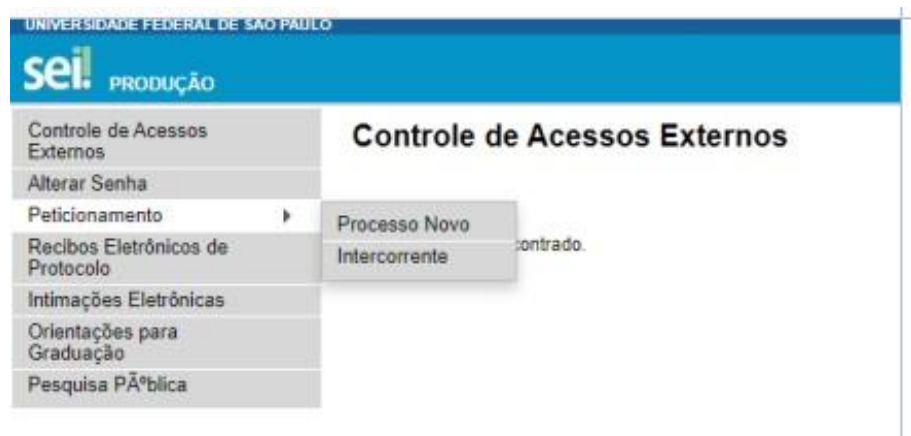 UNIVERSIDADE FEDERAL DE SÃO PAULO
sei! PRODUÇÃO
Controle de Acessos
Externos
Alterar Senha
Peticionamento
Recibos Eletrônicos de
Protocolo
Intimações Eletrônicas
Orientações para
Graduação
Pesquisa PÃºblica
Controle de Acessos Externos
Processo Novo
Intercorrente
contrado.